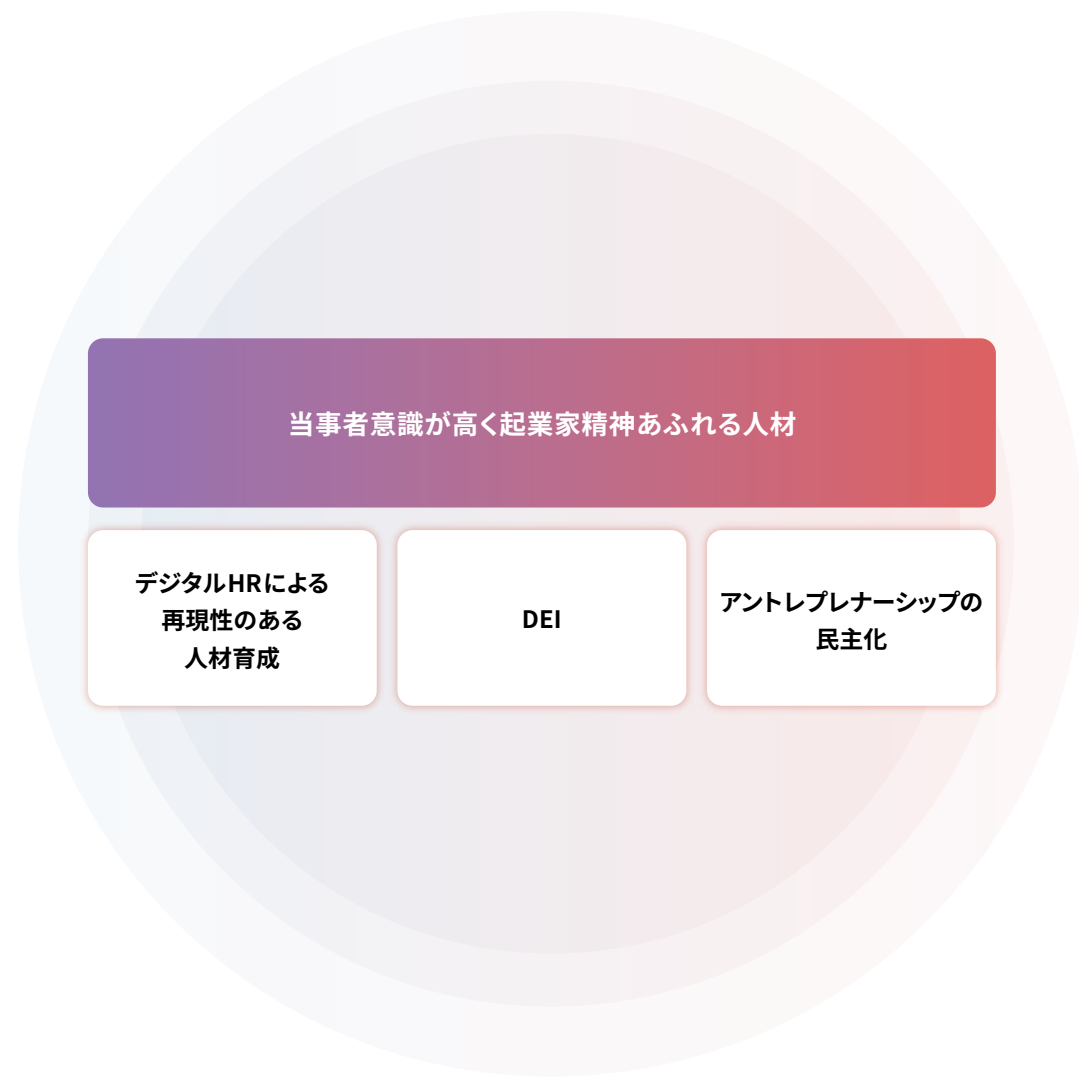 当事者意識が高く起業家精神あふれる人材
デジタルHRによる
再現性のある
人材育成
DEI
アントレプレナーシップの
民主化